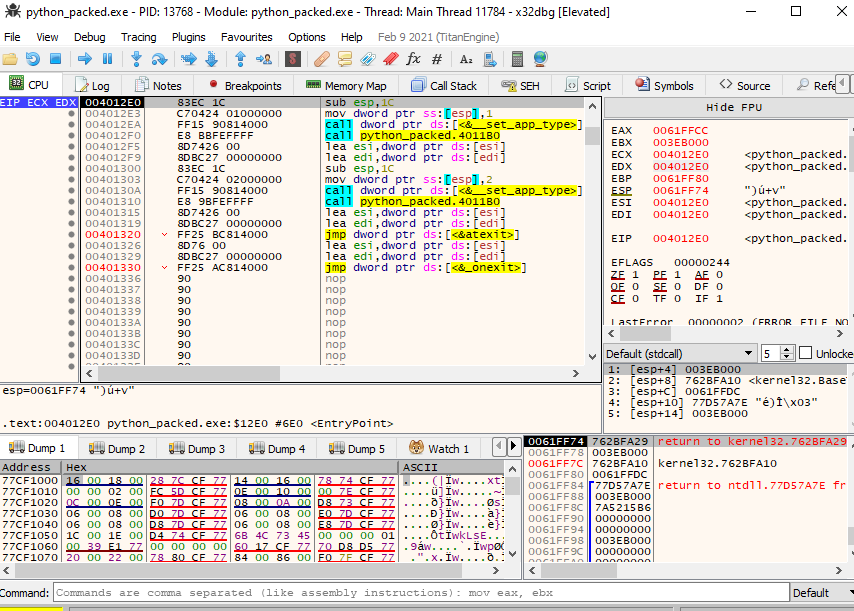 python_packed.exe - PID: 13768 - Module: python_packed.exe - Thread: Main Thread 11784 - x32dbg [Elevated]
File View Debug Tracing Plugins Favourites Options Help Feb 9 2021 (TitanEngine)
CPU Log Notes Breakpoints Memory Map Call Stack SEH Script Symbols Source Refe
EIP ECX EDX 004012E0 83EC 1C sub esp,1C
004012E3 C70424 01000000 mov dword ptr ss:[esp],1
004012EA FF15 90814000 call dword ptr ds:[<&__set_app_type>]
004012F0 E8 BBFEFFFF call python_packed.4011B0
004012F5 8D7426 00 lea esi,dword ptr ds:[esi]
004012F9 8DBC27 00000000 lea edi,dword ptr ds:[edi]
00401300 83EC 1C sub esp,1C
00401303 C70424 02000000 mov dword ptr ss:[esp],2
0040130A FF15 90814000 call dword ptr ds:[<&__set_app_type>]
00401310 E8 9BFEFFFF call python_packed.4011B0
00401315 8D7426 00 lea esi,dword ptr ds:[esi]
00401319 8DBC27 00000000 lea edi,dword ptr ds:[edi]
00401320 FF25 BC814000 jmp dword ptr ds:[<&atexit>]
00401326 8D76 00 lea esi,dword ptr ds:[esi]
00401329 8DBC27 00000000 lea edi,dword ptr ds:[edi]
00401330 FF25 AC814000 jmp dword ptr ds:[<&_onexit>]
00401336 90 nop
00401337 90 nop
00401338 90 nop
00401339 90 nop
0040133A 90 nop
0040133B 90 nop
0040133C 90 nop
0040133D 90 nop
0040133E 90 nop
Hide FPU
EAX 0061FFCC
EBX 003EB000
ECX 004012E0 <python_packed.
EDX 004012E0 <python_packed.
EBP 0061FF80
ESP 0061FF74 ")ú+v"
ESI 004012E0 <python_packed.
EDI 004012E0 <python_packed.
EIP 004012E0 <python_packed.
EFLAGS 00000244
ZF 1 PF 1 AF 0
OF 0 SF 0 DF 0
CF 0 TF 0 IF 1
LastError 00000002 (ERROR_FILE_NO
Default (stdcall) 5 Unlocke
1: [esp+4] 003EB000
2: [esp+8] 762BFA10 <kernel32.Base
3: [esp+C] 0061FFDC
4: [esp+10] 77D57A7E "é)Ì\x03"
5: [esp+14] 003EB000
esp=0061FF74 ")ú+v"
.text:004012E0 python_packed.exe:$12E0 #6E0 <EntryPoint>
Dump 1 Dump 2 Dump 3 Dump 4 Dump 5 Watch 1
Address Hex ASCII
77CF1000 16 00 18 00 28 7C CF 77 14 00 16 00 78 74 CF 77 ....(|Ïw....xt
77CF1010 00 00 02 00 FC 5D CF 77 0E 00 10 00 00 7E CF 77 ....ü]Ïw.....~
77CF1020 0C 00 0E 00 F0 7D CF 77 08 00 0A 00 D8 73 CF 77 ....ð}Ïw....Øs
77CF1030 06 00 08 00 D0 7D CF 77 06 00 08 00 E0 7D CF 77 ....Ð}Ïw....à}
77CF1040 06 00 08 00 D8 7D CF 77 06 00 08 00 E8 7D CF 77 ....Ø}Ïw....è}
77CF1050 1C 00 1E 00 D4 74 CF 77 6B 4C 73 45 00 00 00 01 ....ÔtÏwkLsE...
77CF1060 00 39 E1 77 00 00 00 00 60 17 CF 77 70 D8 D5 77 .9áw....`.ÏwpØ
77CF1070 20 00 22 00 78 80 CF 77 84 00 86 00 F0 7F CF 77 .".x.Ïw....ð.
0061FF74 762BFA29 return to kernel32.762BFA29
0061FF78 003EB000
0061FF7C 762BFA10 kernel32.762BFA10
0061FF80 0061FFDC
0061FF84 77D57A7E return to ntdll.77D57A7E fr
0061FF88 003EB000
0061FF8C 7A5215B6
0061FF90 00000000
0061FF94 00000000
0061FF98 003EB000
0061FF9C 00000000
Command: Commands are comma separated (like assembly instructions): mov eax, ebx Default